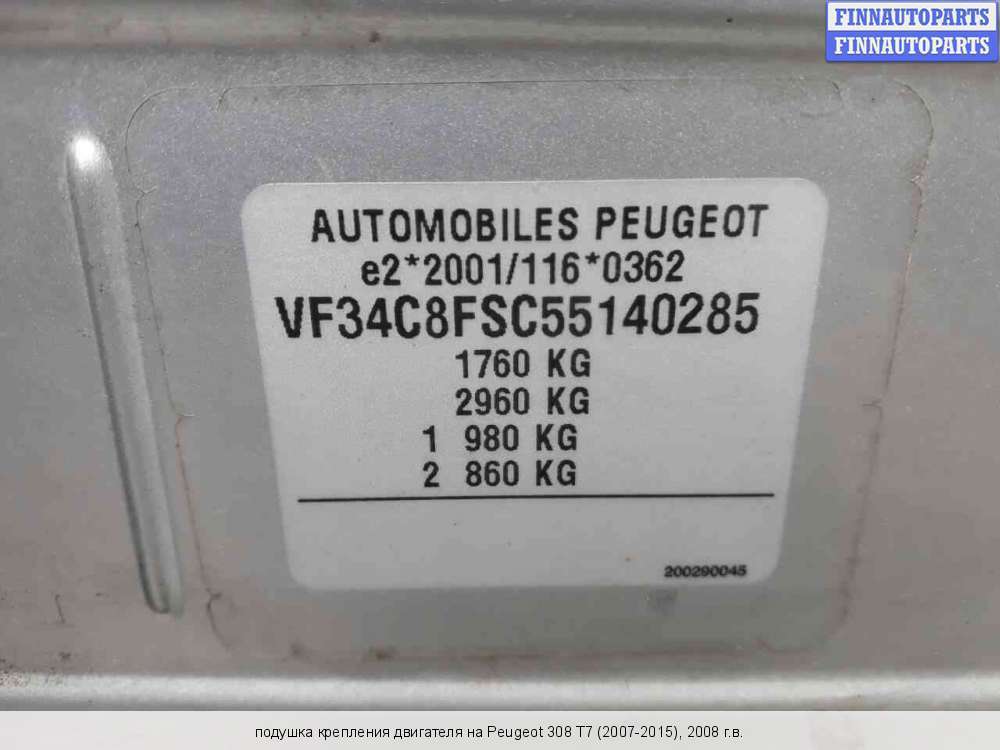 FINNAUTOPARTS
FINNAUTOPARTS
AUTOMOBILES PEUGEOT
e2*2001/116*0362
VF34C8FSC55140285
1760 KG
2960 KG
1 980 KG
2 860 KG
200290045
подушка крепления двигателя на Peugeot 308 T7 (2007-2015), 2008 г.в.